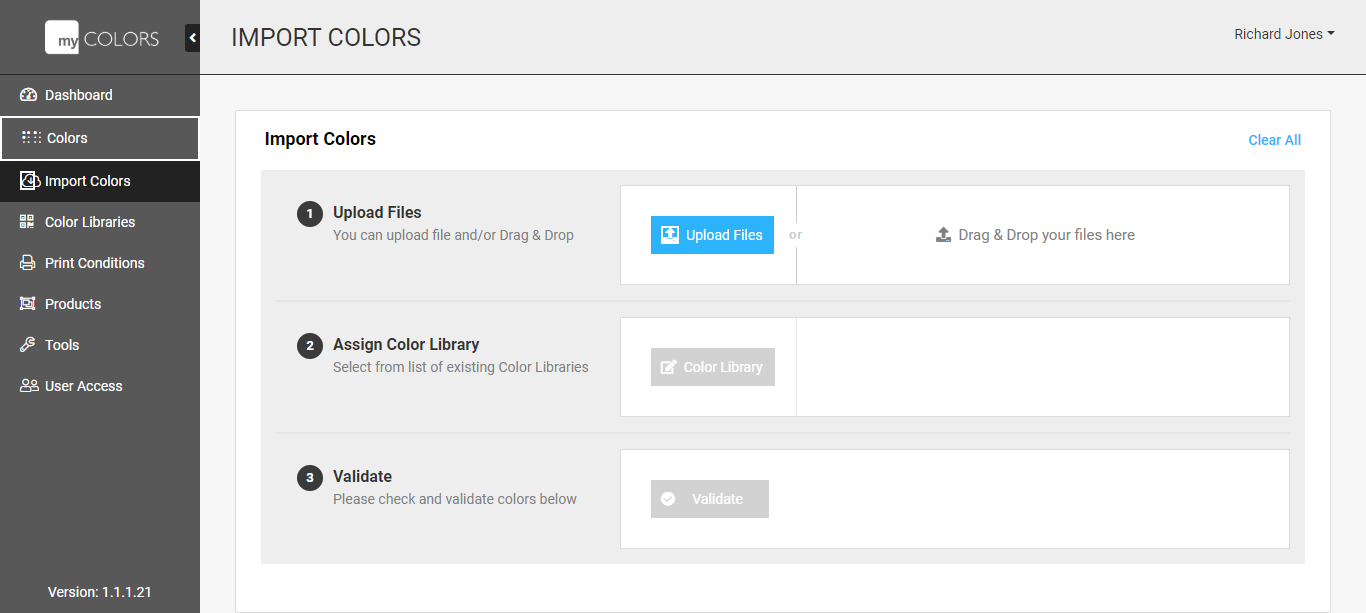 my COLORS
IMPORT COLORS
Richard Jones
Dashboard
Colors
Import Colors
Color Libraries
Print Conditions
Products
Tools
User Access
Version: 1.1.1.21
Import Colors
Clear All
1 Upload Files
You can upload file and/or Drag & Drop
Upload Files
or
Drag & Drop your files here
2 Assign Color Library
Select from list of existing Color Libraries
Color Library
3 Validate
Please check and validate colors below
Validate